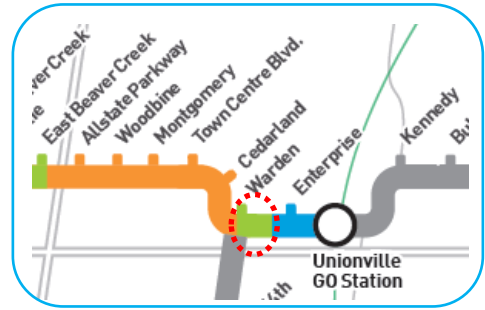 East Beaver Creek
Allstate Parkway
Woodbine
Montgomery
Town Centre Blvd.
Cedarland
Warden
Enterprise
Kennedy
Unionville
GO Station